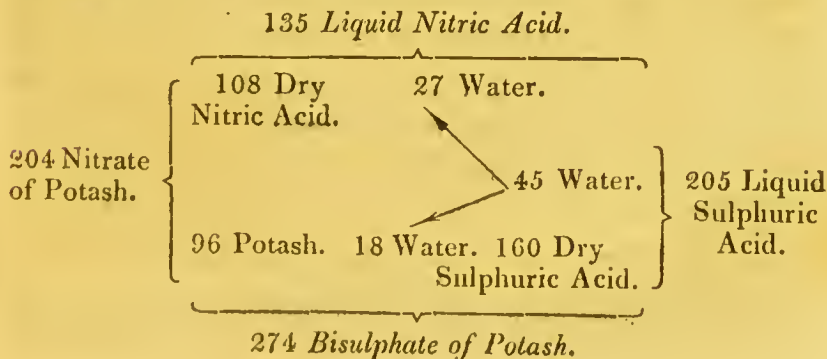 135 Liquid Nitric Acid.
108 Dry 27 Water.
Nitric Acid.
204 Nitrate
of Potash.
45 Water.
205 Liquid
Sulphuric
Acid.
96 Potash. 18 Water. 160 Dry
Sulphuric Acid.
274 Bisulphate of Potash.